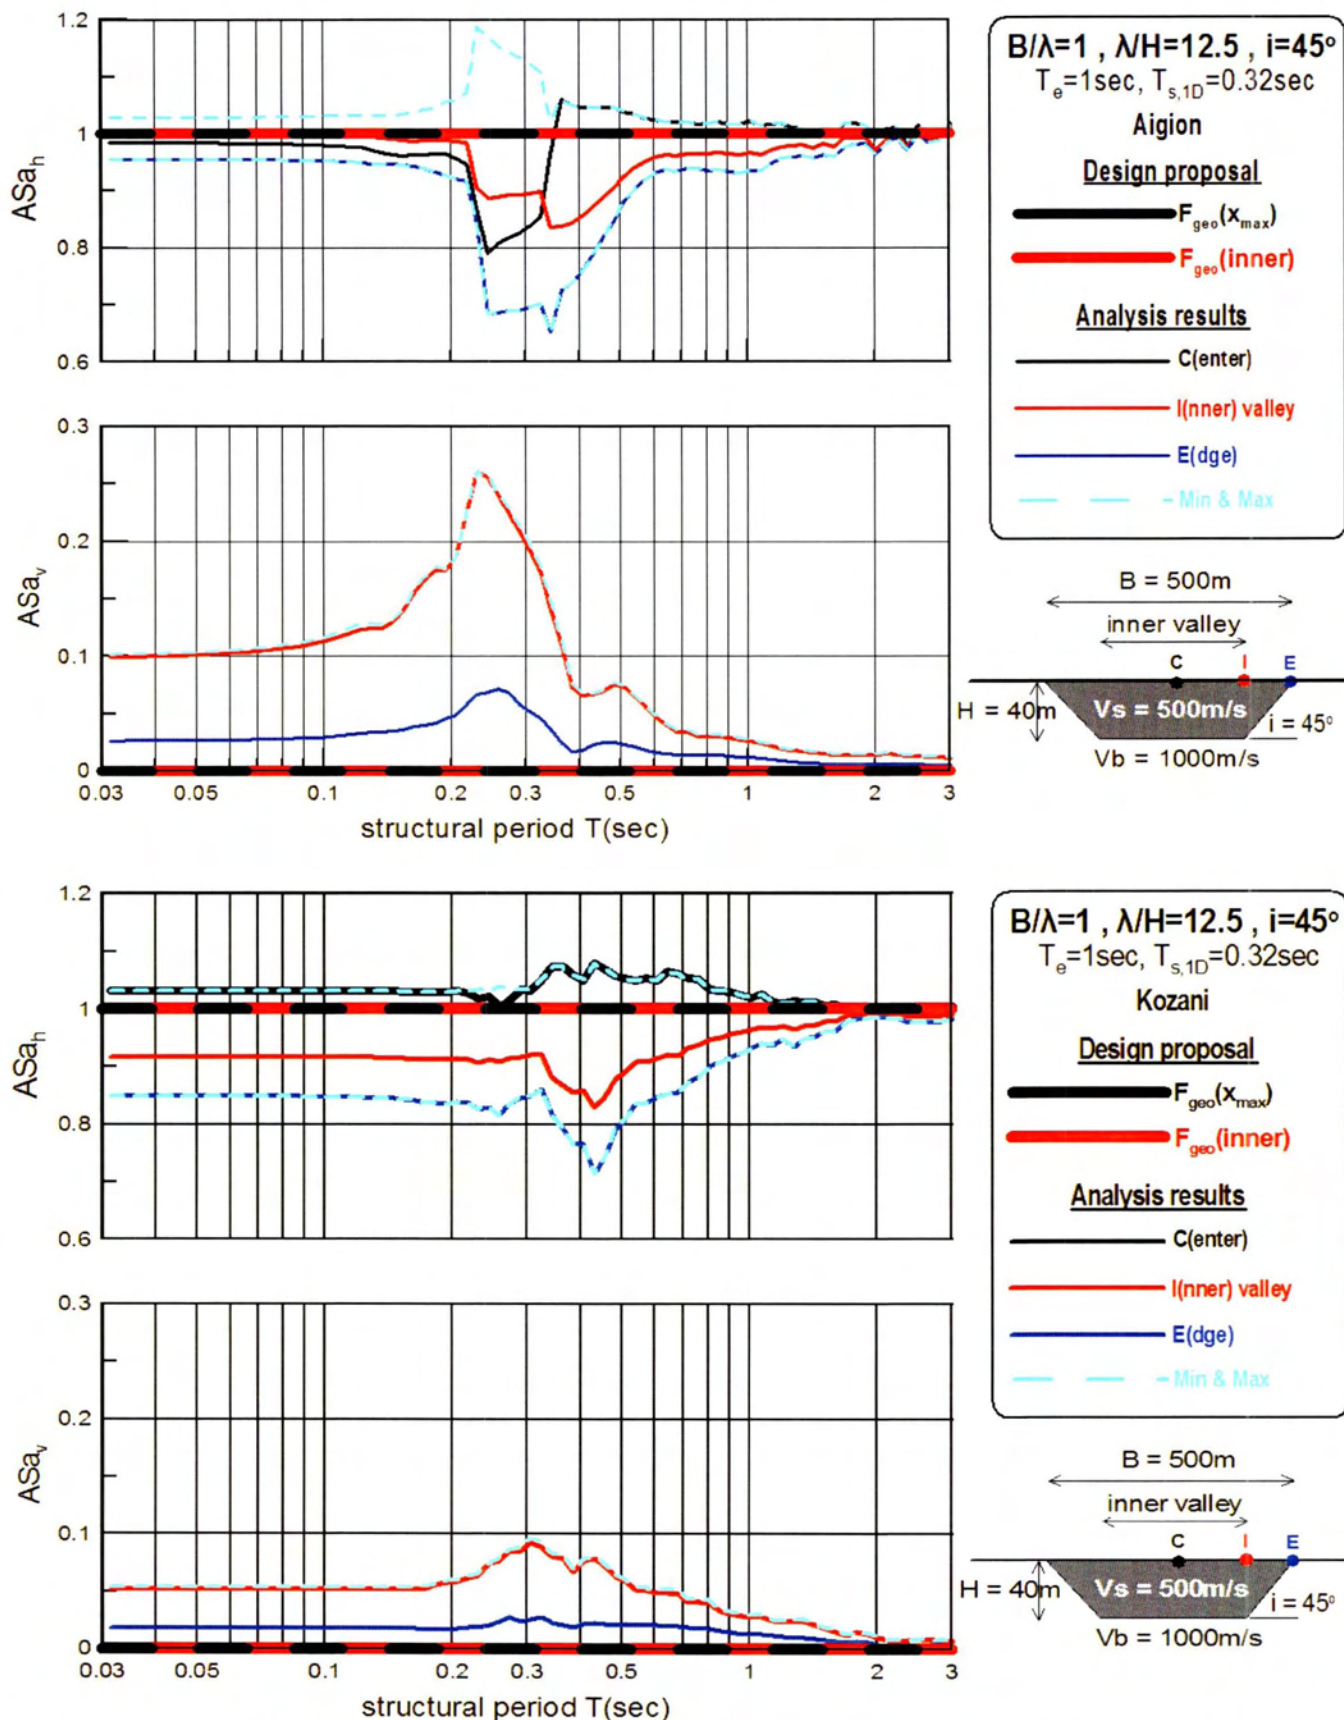 1.2
1
0.8
0.6
ASa_h
0.3
0.2
0.1
0
ASa_v
0.03 0.05 0.1 0.2 0.3 0.5 1 2 3
structural period T(sec)
B/λ=1 , λ/H=12.5 , i=45°
T_e=1sec, T_s,1D=0.32sec
Aigion
Design proposal
F_geo(x_max)
F_geo(inner)
Analysis results
C(enter)
I(nner) valley
E(dge)
Min & Max
B = 500m
inner valley
C I E
H = 40m Vs = 500m/s i = 45°
Vb = 1000m/s
1.2
1
0.8
0.6
ASa_h
0.3
0.2
0.1
0
ASa_v
0.03 0.05 0.1 0.2 0.3 0.5 1 2 3
structural period T(sec)
B/λ=1 , λ/H=12.5 , i=45°
T_e=1sec, T_s,1D=0.32sec
Kozani
Design proposal
F_geo(x_max)
F_geo(inner)
Analysis results
C(enter)
I(nner) valley
E(dge)
Min & Max
B = 500m
inner valley
C I E
H = 40m Vs = 500m/s i = 45°
Vb = 1000m/s